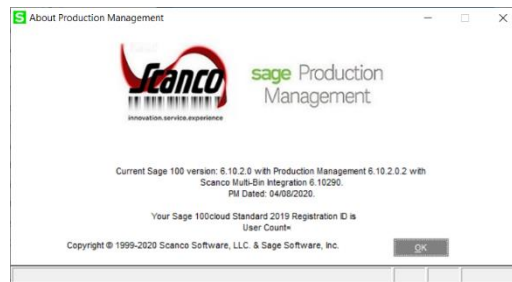 S About Production Management
Scanco
innovation.service.experience
sage Production
Management
Current Sage 100 version: 6.10.2.0 with Production Management 6.10.2.0.2 with
Scanco Multi-Bin Integration 6.10290.
PM Dated: 04/08/2020.
Your Sage 100cloud Standard 2019 Registration ID is
User Count=
Copyright © 1999-2020 Scanco Software, LLC. & Sage Software, Inc.
OK